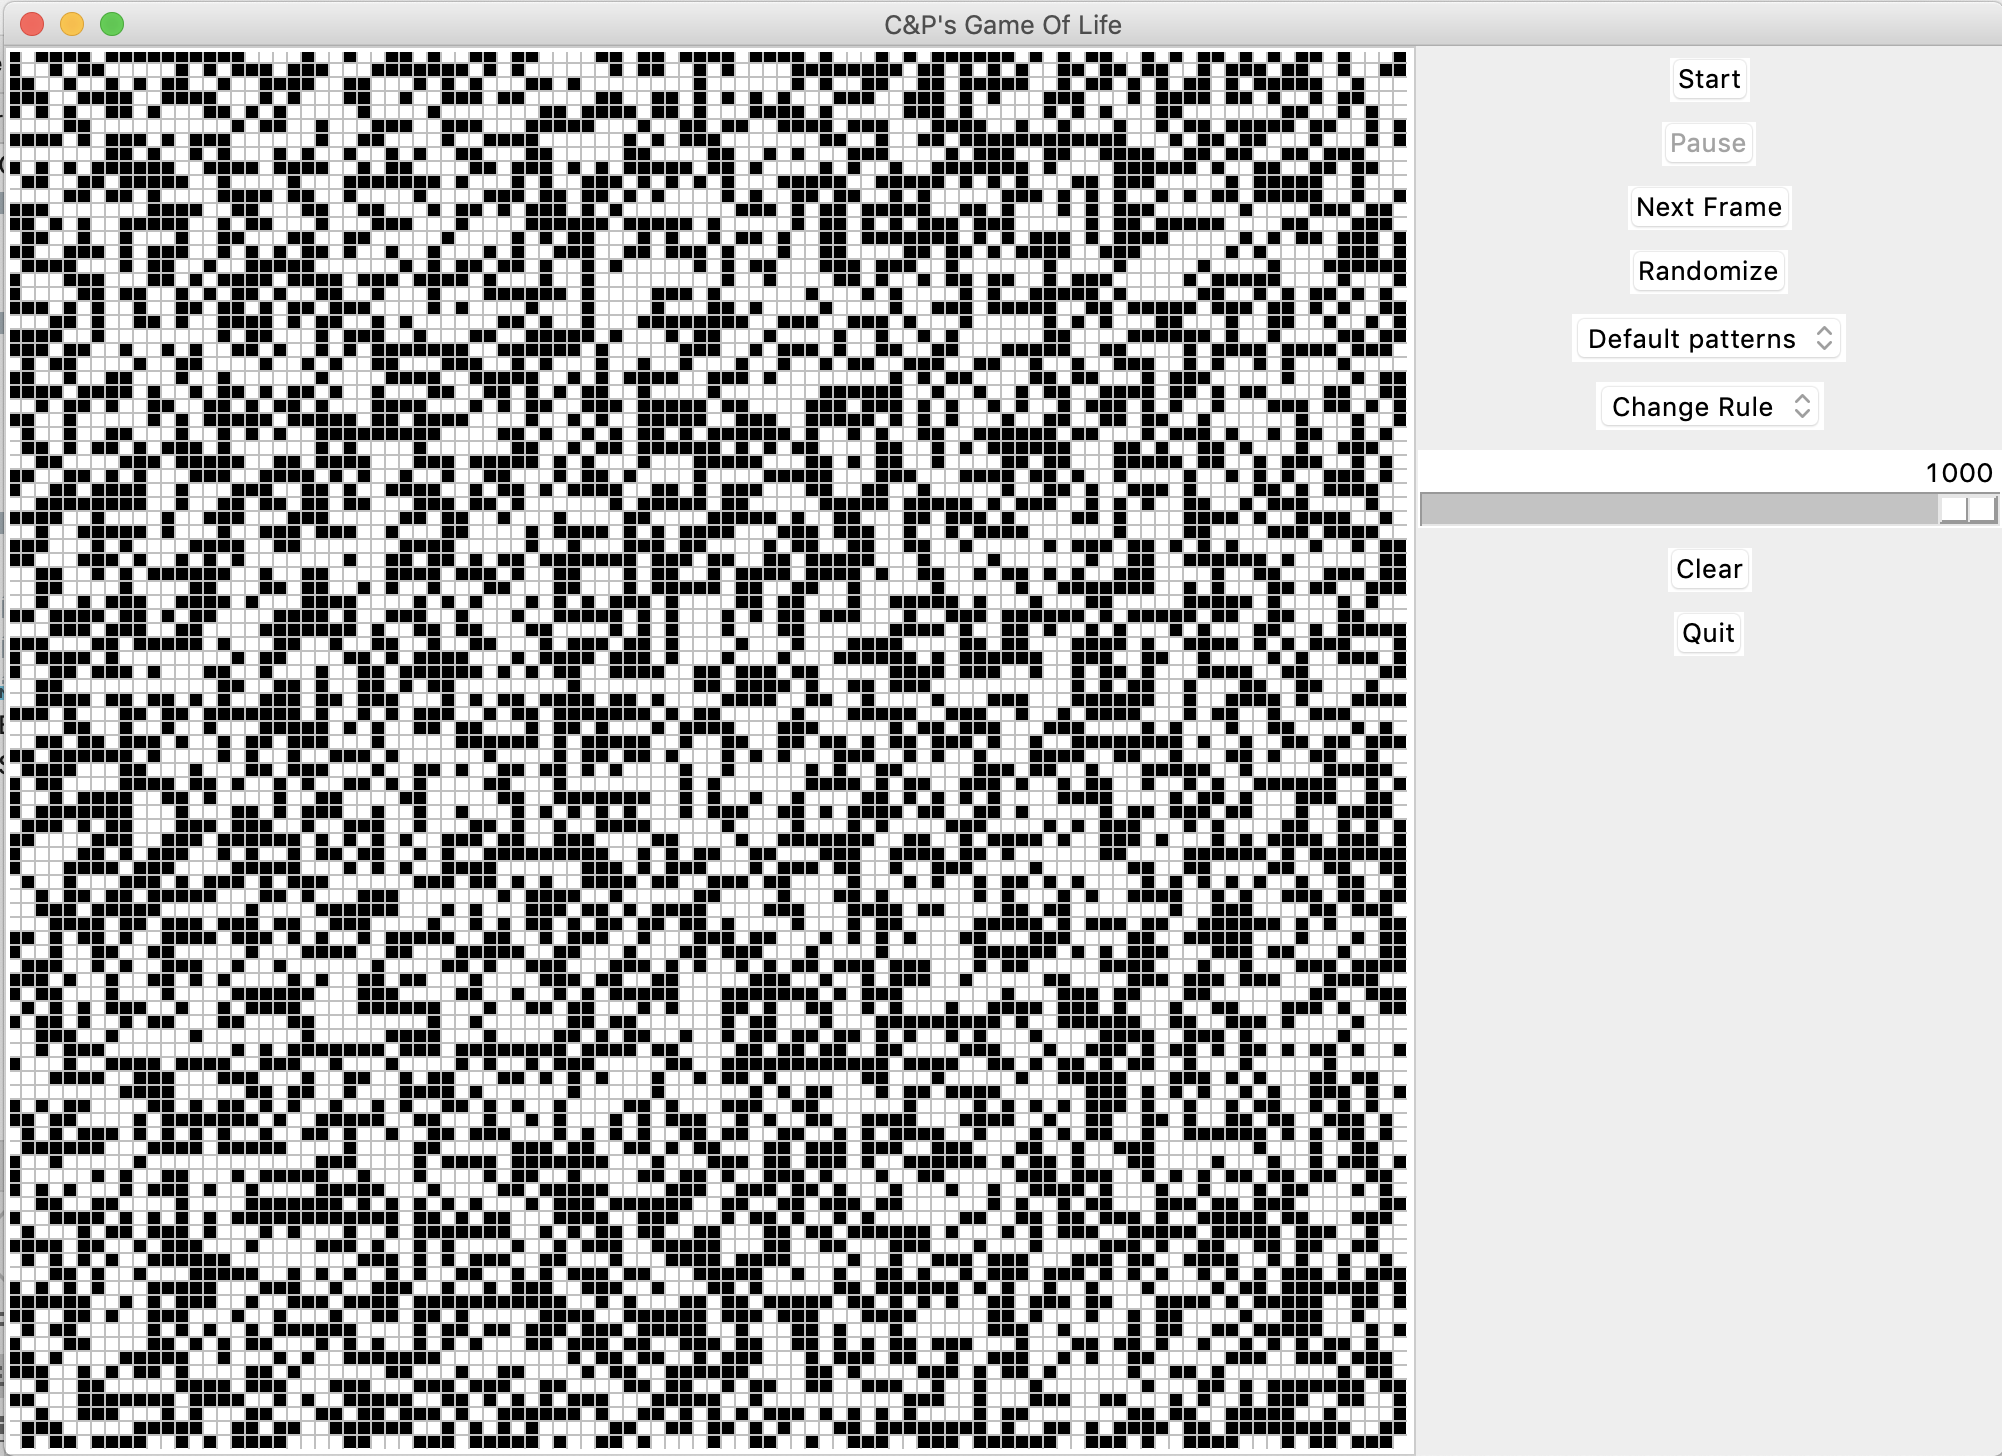 C&P's Game Of Life
Start
Pause
Next Frame
Randomize
Default patterns
Change Rule
1000
Clear
Quit